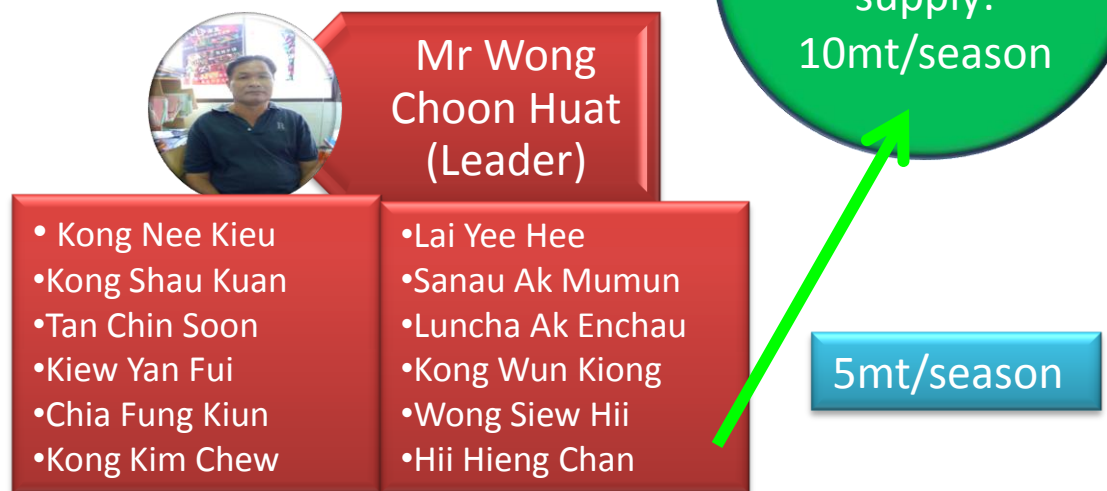 supply:
10mt/season
Mr Wong
Choon Huat
(Leader)
• Kong Nee Kieu
•Kong Shau Kuan
•Tan Chin Soon
•Kiew Yan Fui
•Chia Fung Kiun
•Kong Kim Chew
•Lai Yee Hee
•Sanau Ak Mumun
•Luncha Ak Enchau
•Kong Wun Kiong
•Wong Siew Hii
•Hii Hieng Chan
5mt/season